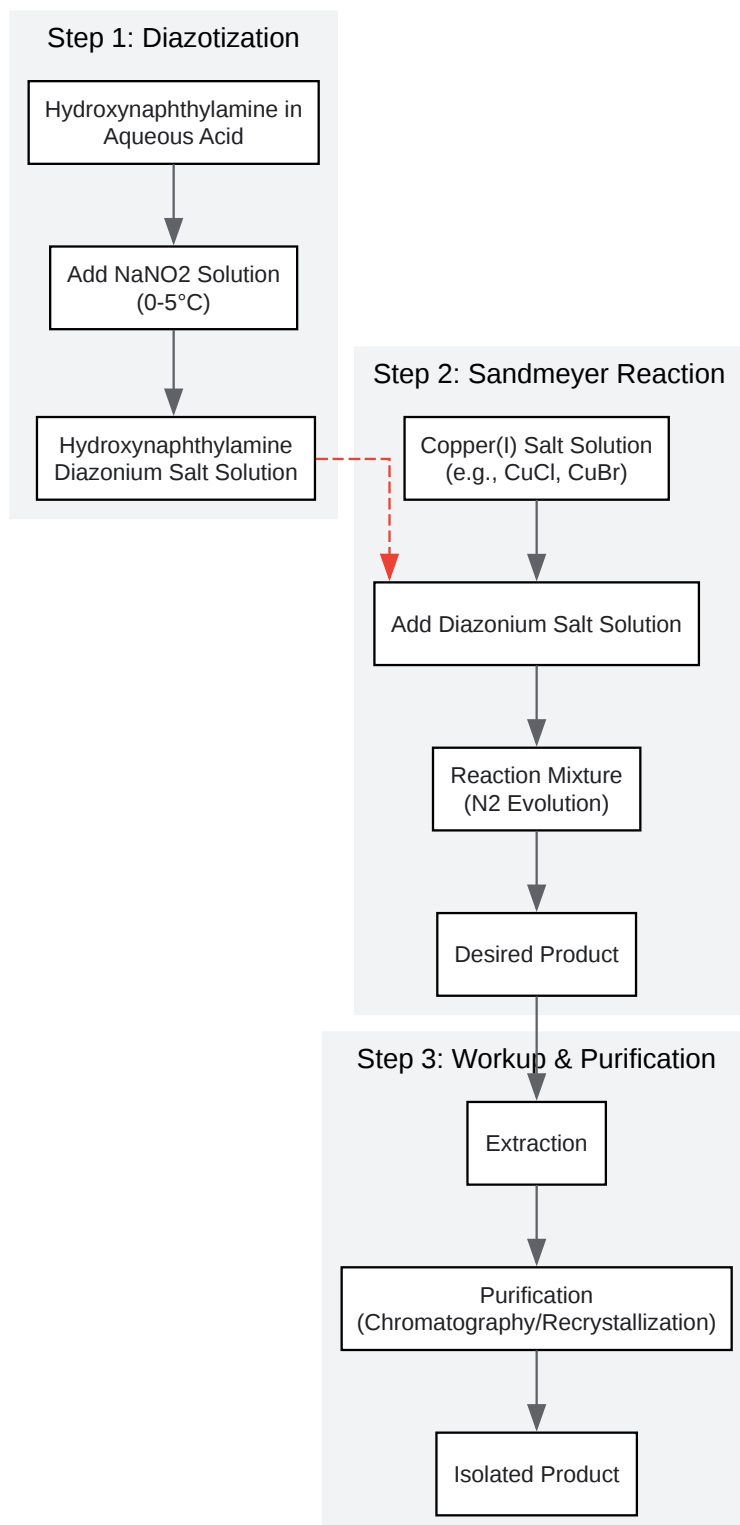 Step 1: Diazotization
Hydroxynaphthylamine in
Aqueous Acid
Add NaNO2 Solution
(0-5°C)
Hydroxynaphthylamine
Diazonium Salt Solution
Step 2: Sandmeyer Reaction
Copper(I) Salt Solution
(e.g., CuCl, CuBr)
Add Diazonium Salt Solution
Reaction Mixture
(N2 Evolution)
Desired Product
Step 3: Workup & Purification
Extraction
Purification
(Chromatography/Recrystallization)
Isolated Product